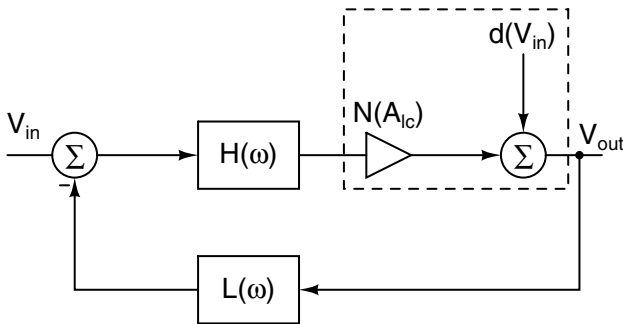 d(V_in)
N(A_lc)
V_in
Σ
-
H(ω)
Σ
V_out
L(ω)